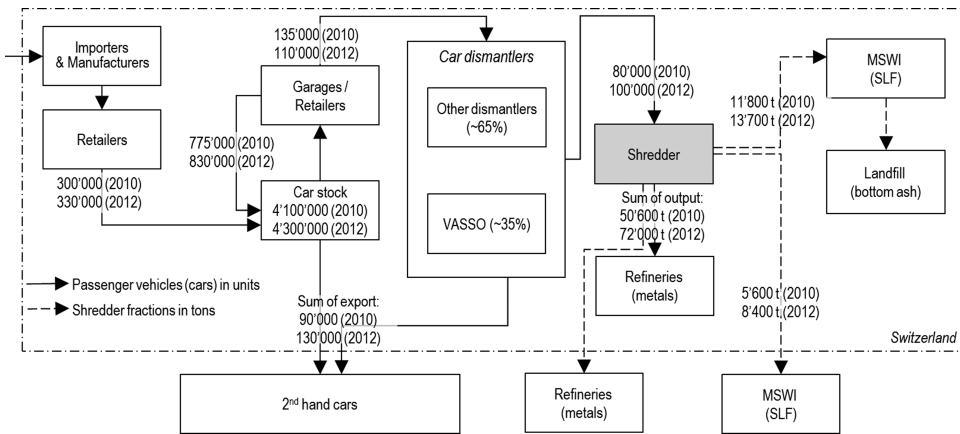 Importers
& Manufacturers
Retailers
300’000 (2010)
330’000 (2012)
135’000 (2010)
110’000 (2012)
Garages /
Retailers
775’000 (2010)
830’000 (2012)
Car stock
4’100’000 (2010)
4’300’000 (2012)
Car dismantlers
Other dismantlers
(~65%)
VASSO (~35%)
80’000 (2010)
100’000 (2012)
Shredder
11’800 t (2010)
13’700 t (2012)
MSWI
(SLF)
Landfill
(bottom ash)
Sum of output:
50’600 t (2010)
72’000 t (2012)
Refineries
(metals)
5’600 t (2010)
8’400 t (2012)
Passenger vehicles (cars) in units
Shredder fractions in tons
Sum of export:
90’000 (2010)
130’000 (2012)
Switzerland
2nd hand cars
Refineries
(metals)
MSWI
(SLF)